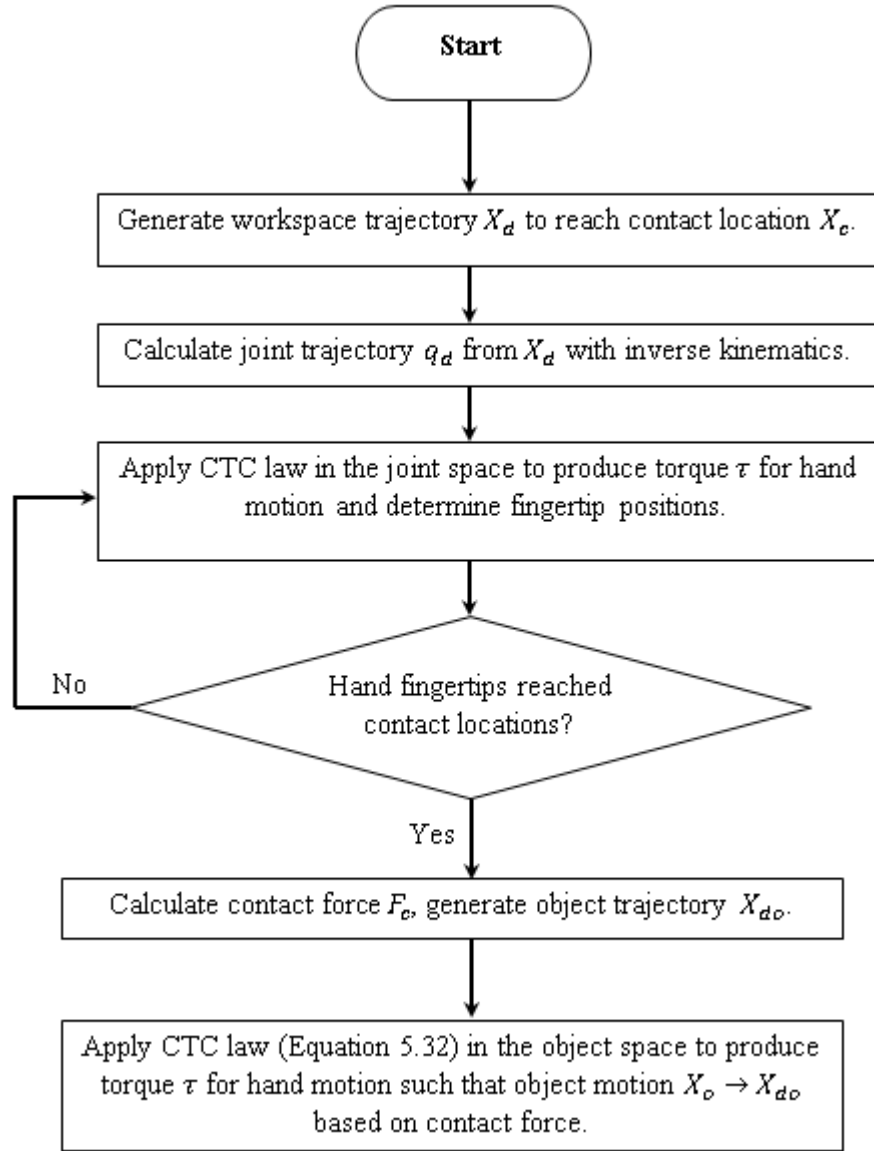 Start
Generate workspace trajectory X_d to reach contact location X_c.
Calculate joint trajectory q_d from X_d with inverse kinematics.
Apply CTC law in the joint space to produce torque τ for hand
motion and determine fingertip positions.
Hand fingertips reached
contact locations?
No
Yes
Calculate contact force F_c, generate object trajectory X_do.
Apply CTC law (Equation 5.32) in the object space to produce
torque τ for hand motion such that object motion X_o → X_do
based on contact force.